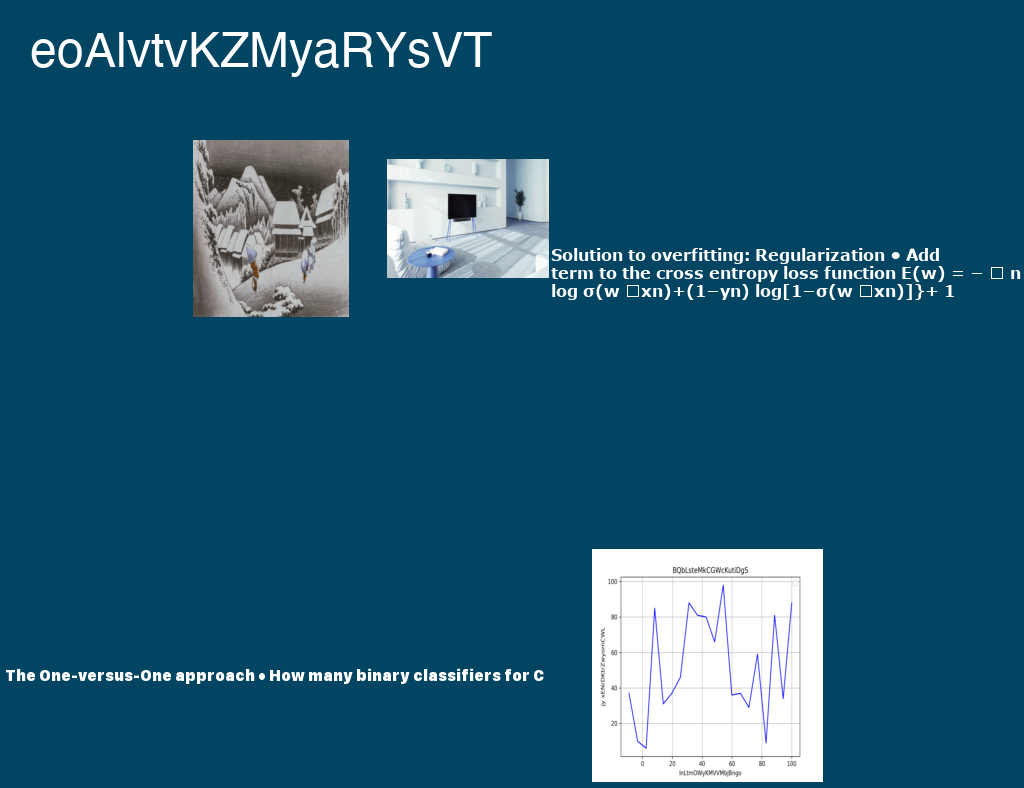 eoAlvtvKZMyaRYsVT
Solution to overfitting: Regularization • Add
term to the cross entropy loss function E(w) = − □ n
log σ(w □xn)+(1−yn) log[1−σ(w □xn)]}+ 1
The One-versus-One approach • How many binary classifiers for C
BQbLsteMkCGWcKutiDgS
100
80
60
40
20
0 20 40 60 80 100